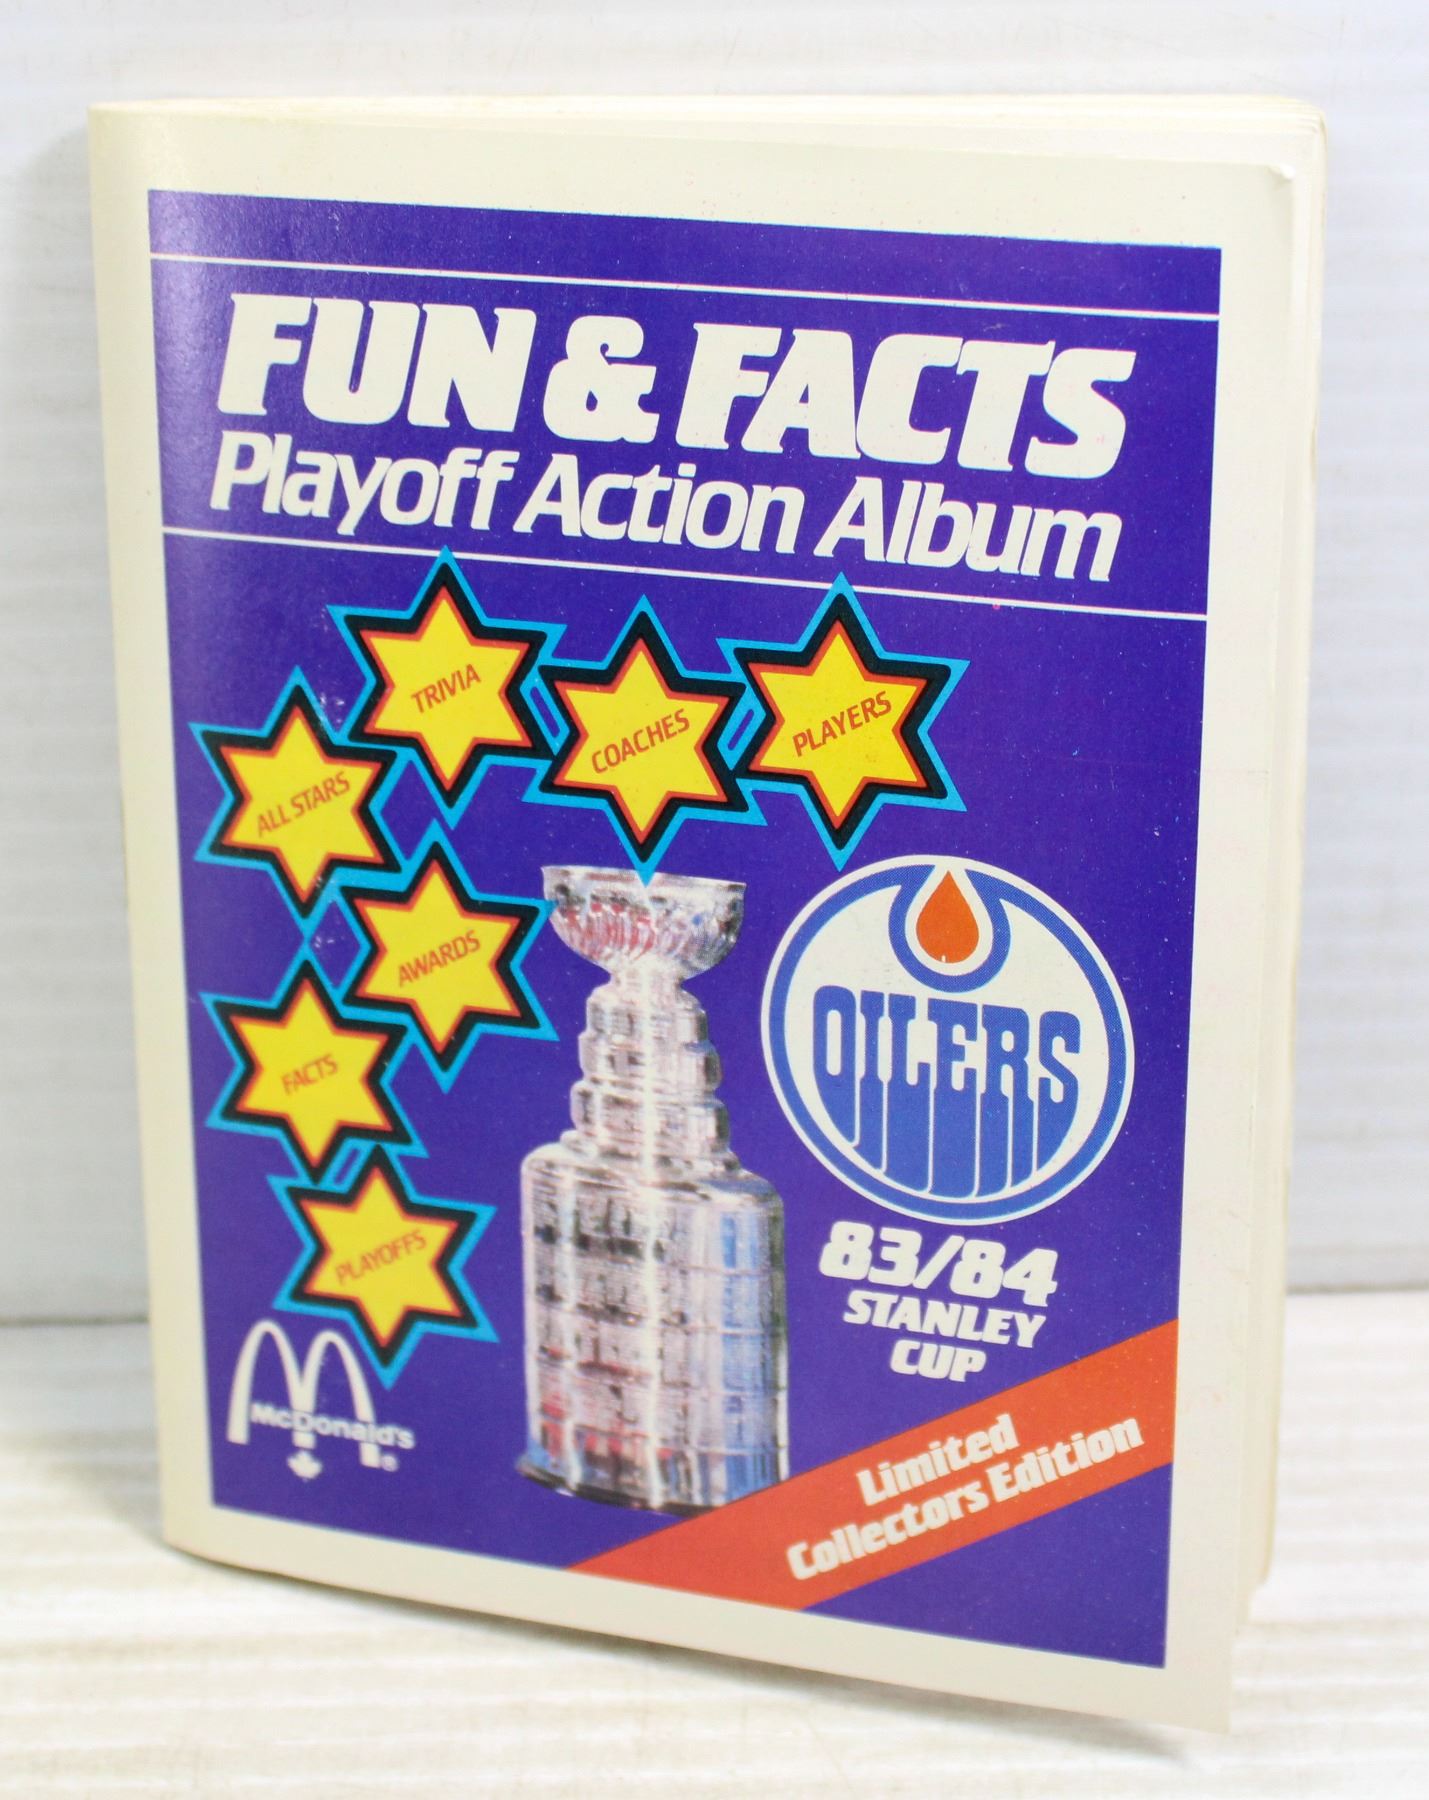 FUN & FACTS
Playoff Action Album
TRIVIA
COACHES
PLAYERS
ALL STARS
AWARDS
FACTS
PLAYOFFS
OILERS
83/84
STANLEY
CUP
McDonald's
®
Limited
Collectors Edition